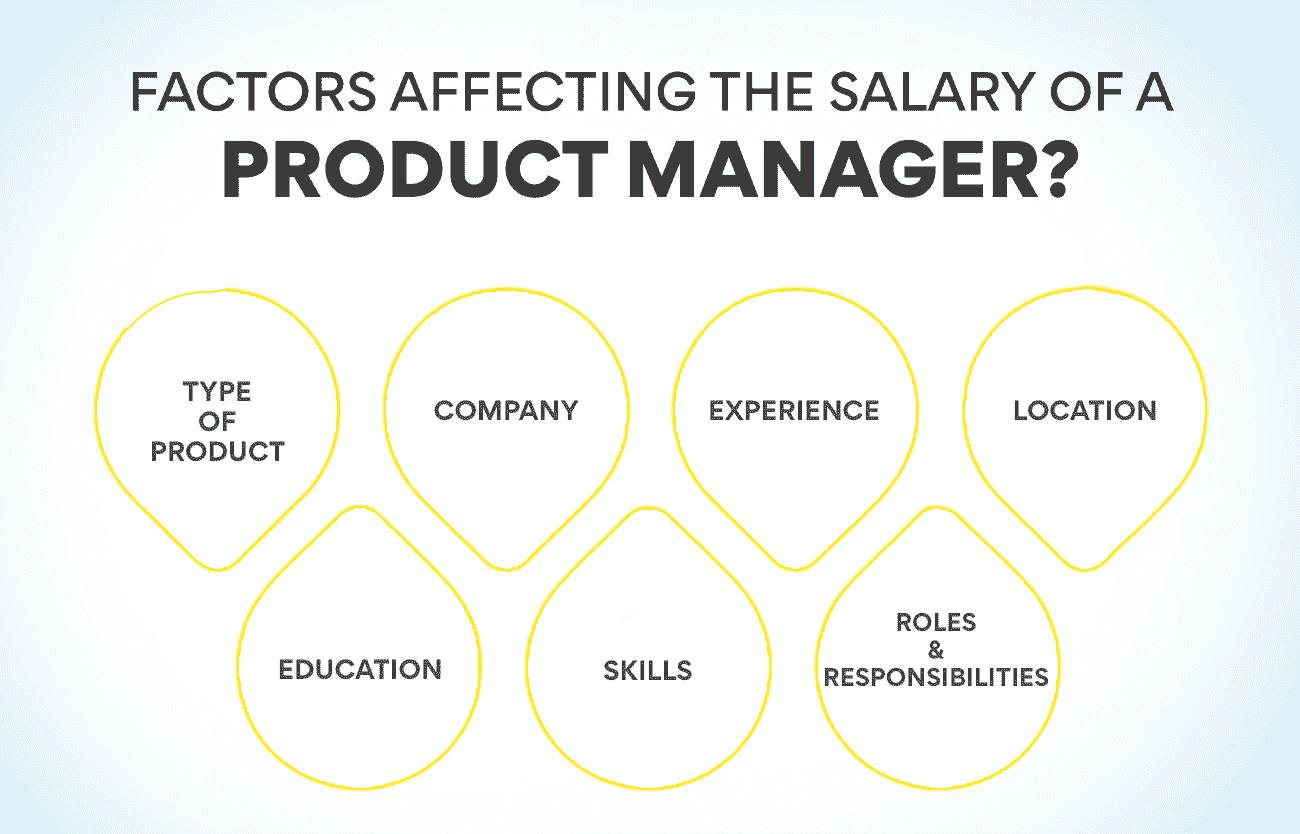 FACTORS AFFECTING THE SALARY OF A
PRODUCT MANAGER?
TYPE
OF
PRODUCT
COMPANY
EXPERIENCE
LOCATION
EDUCATION
SKILLS
ROLES
&
RESPONSIBILITIES